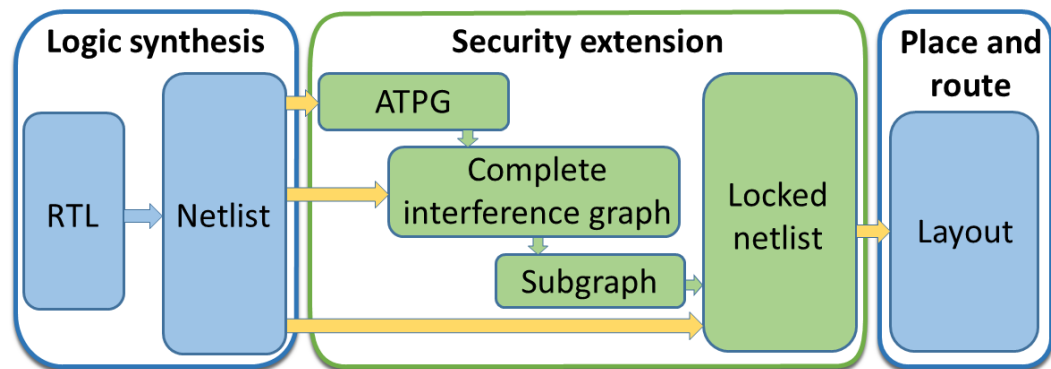 Logic synthesis
RTL
Netlist
Security extension
ATPG
Complete
interference graph
Subgraph
Locked
netlist
Place and
route
Layout